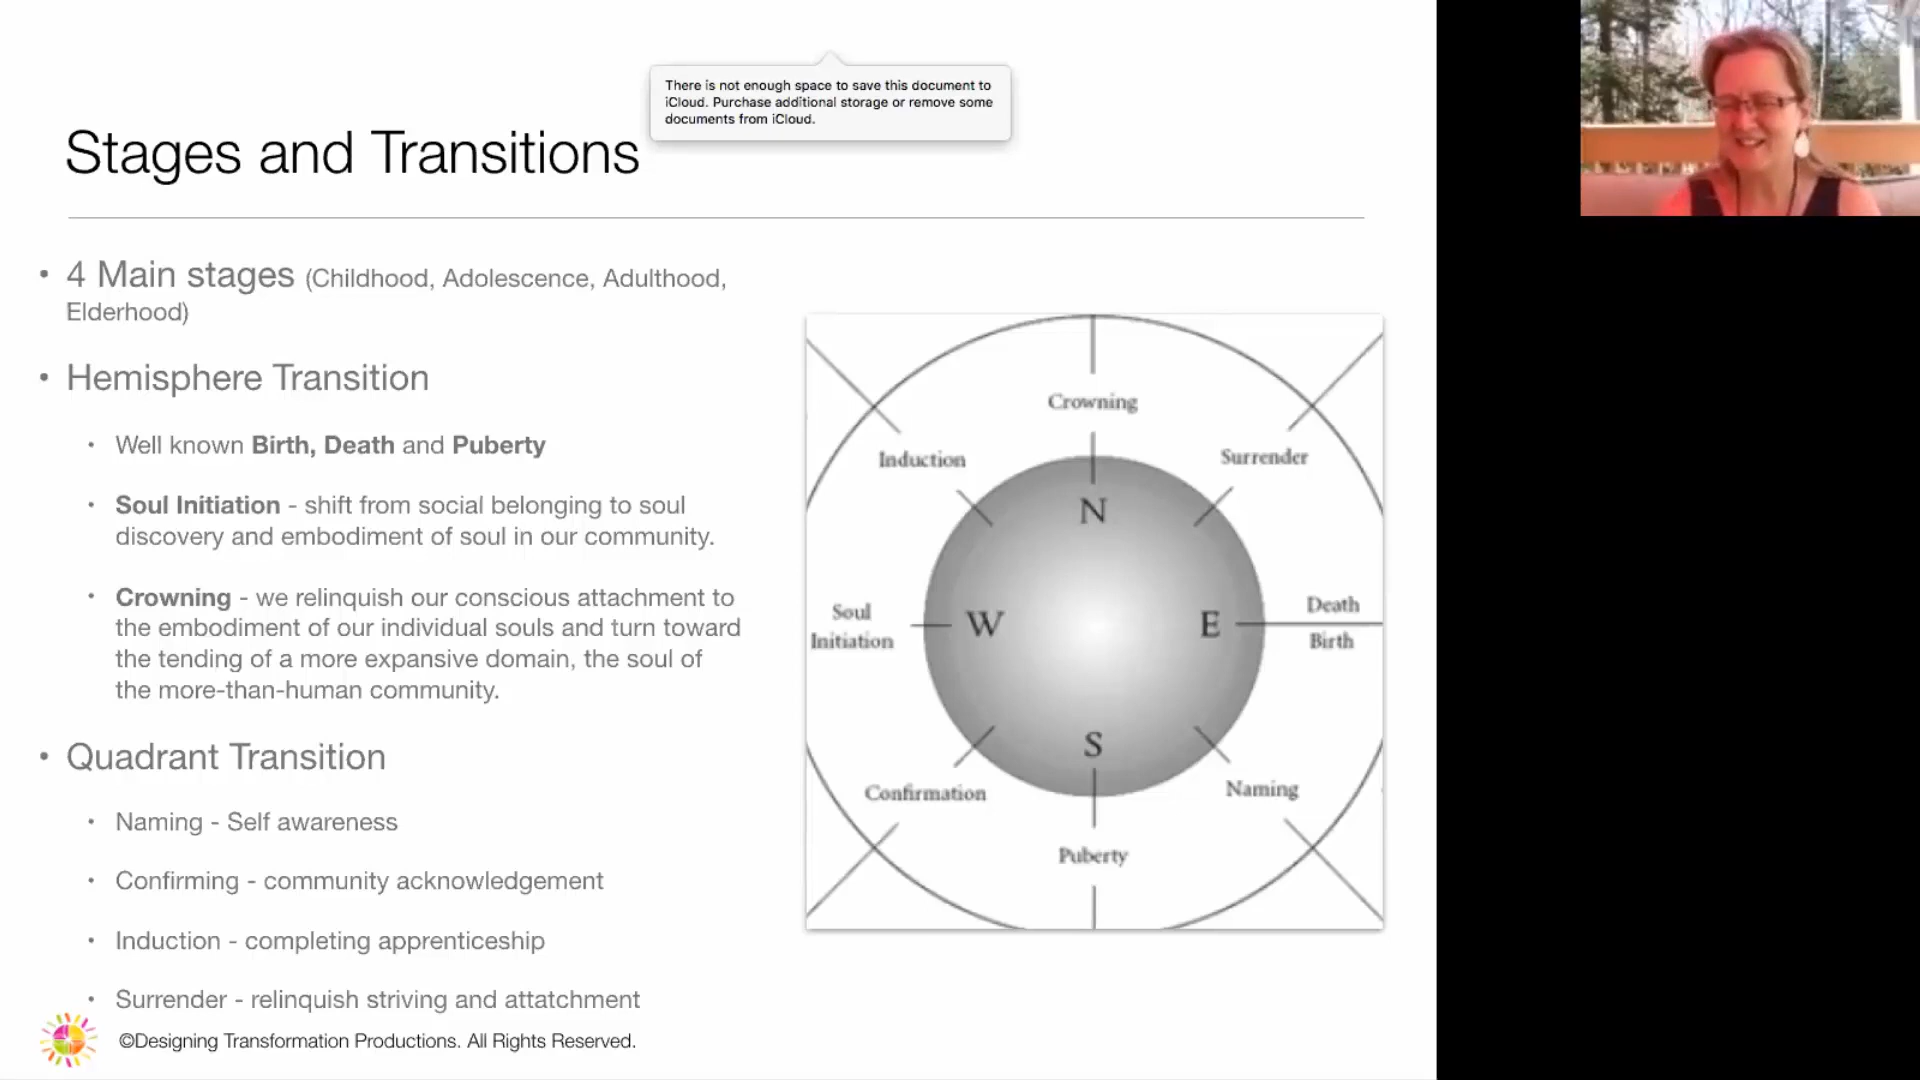 There is not enough space to save this document to
iCloud. Purchase additional storage or remove some
documents from iCloud.
Stages and Transitions
• 4 Main stages (Childhood, Adolescence, Adulthood,
Elderhood)
• Hemisphere Transition
• Well known Birth, Death and Puberty
• Soul Initiation - shift from social belonging to soul
discovery and embodiment of soul in our community.
• Crowning - we relinquish our conscious attachment to
the embodiment of our individual souls and turn toward
the tending of a more expansive domain, the soul of
the more-than-human community.
• Quadrant Transition
• Naming - Self awareness
• Confirming - community acknowledgement
• Induction - completing apprenticeship
• Surrender - relinquish striving and attatchment
©Designing Transformation Productions. All Rights Reserved.
Crowning
Induction
Surrender
N
Soul
Initiation
W
E
Death
Birth
S
Confirmation
Naming
Puberty